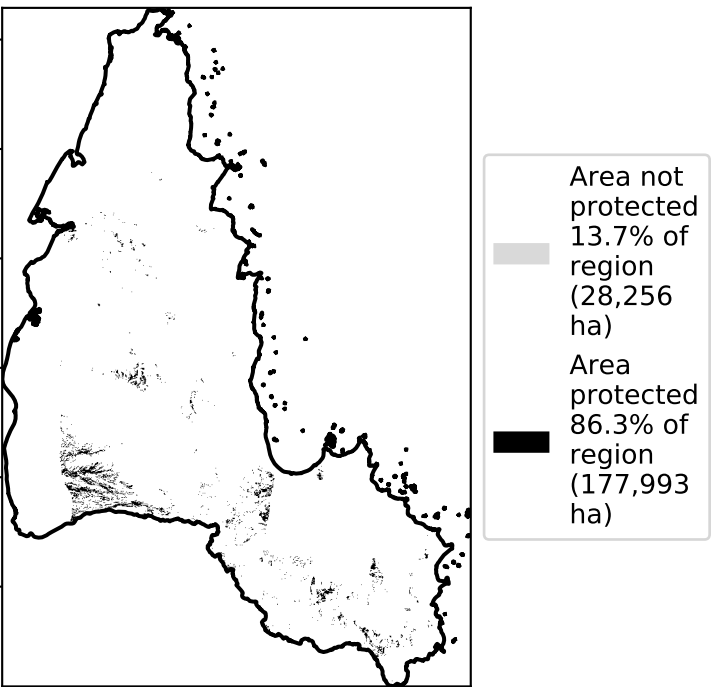 Area not
protected
13.7% of
region
(28,256
ha)
Area
protected
86.3% of
region
(177,993
ha)